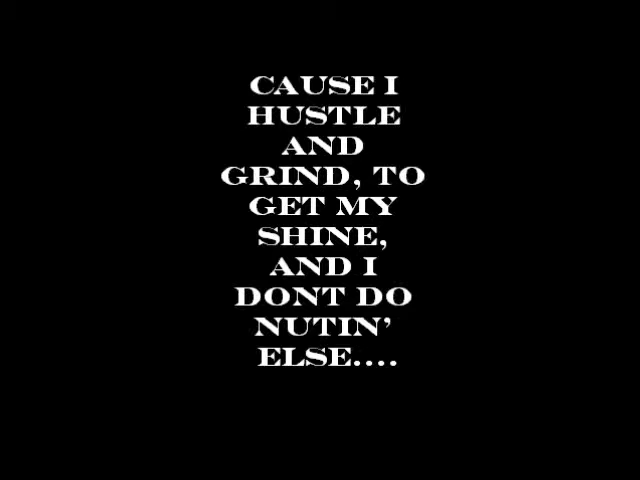 CAUSE I
HUSTLE
AND
GRIND, TO
GET MY
SHINE,
AND I
DONT DO
NUTIN'
ELSE....